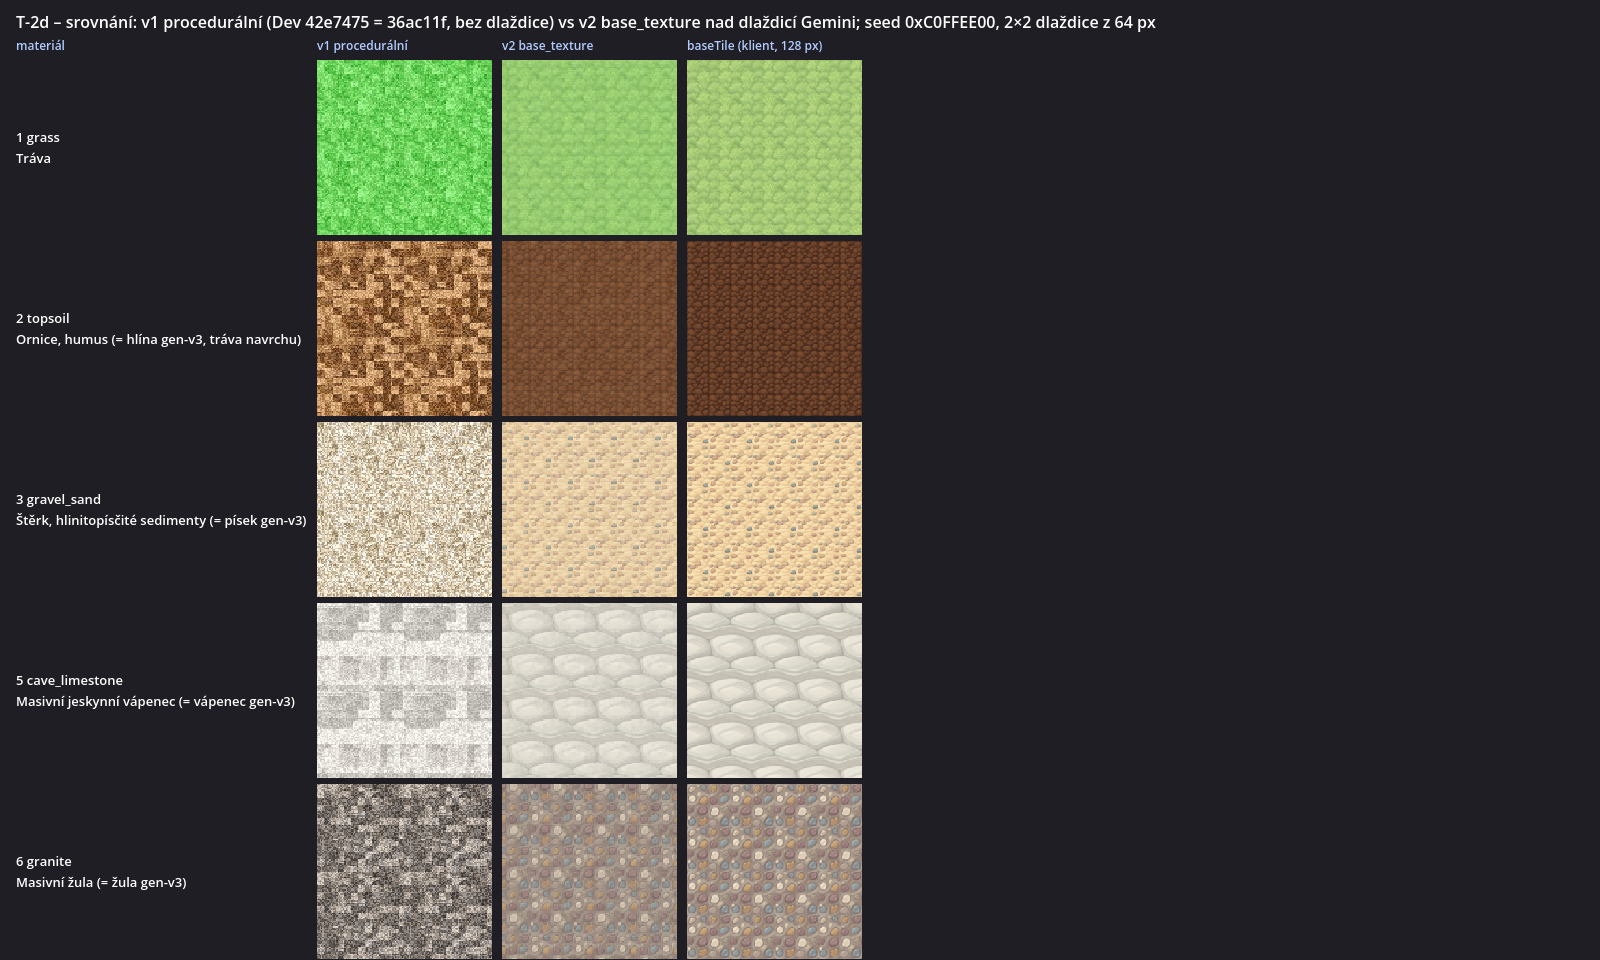 T-2d – srovnání: v1 procedurální (Dev 42e7475 = 36ac11f, bez dlaždice) vs v2 base_texture nad dlaždicí Gemini; seed 0xC0FFEE00, 2×2 dlaždice z 64 px
materiál v1 procedurální v2 base_texture baseTile (klient, 128 px)
1 grass
Tráva
2 topsoil
Ornice, humus (= hlína gen-v3, tráva navrchu)
3 gravel_sand
Štěrk, hlinitopísčité sedimenty (= písek gen-v3)
5 cave_limestone
Masivní jeskynní vápenec (= vápenec gen-v3)
6 granite
Masivní žula (= žula gen-v3)